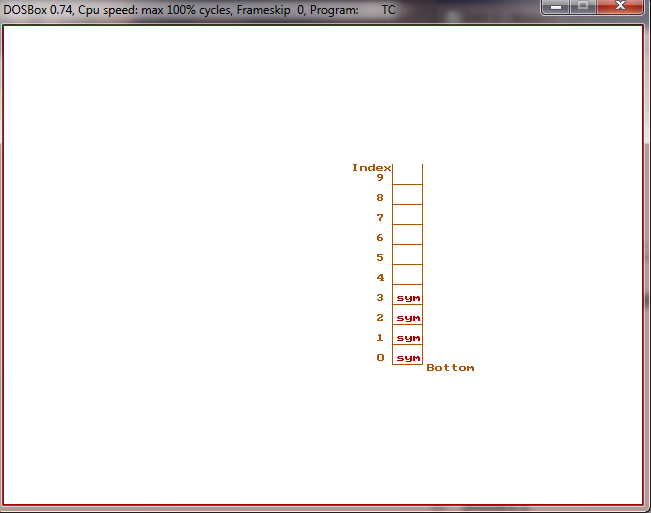 DOSBox 0.74, Cpu speed: max 100% cycles, Frameskip 0, Program: TC
Index
9
8
7
6
5
4
3 sym
2 sym
1 sym
0 sym
Bottom